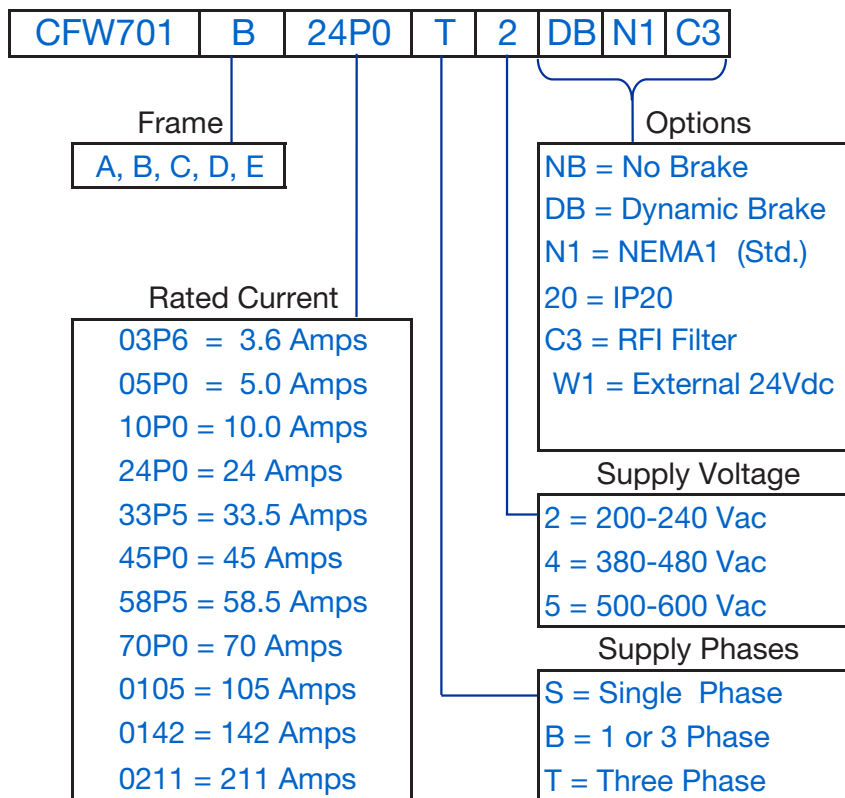 CFW701 B 24P0 T 2 DB N1 C3
Frame
A, B, C, D, E
Rated Current
03P6 = 3.6 Amps
05P0 = 5.0 Amps
10P0 = 10.0 Amps
24P0 = 24 Amps
33P5 = 33.5 Amps
45P0 = 45 Amps
58P5 = 58.5 Amps
70P0 = 70 Amps
0105 = 105 Amps
0142 = 142 Amps
0211 = 211 Amps
Options
NB = No Brake
DB = Dynamic Brake
N1 = NEMA1 (Std.)
20 = IP20
C3 = RFI Filter
W1 = External 24Vdc
Supply Voltage
2 = 200-240 Vac
4 = 380-480 Vac
5 = 500-600 Vac
Supply Phases
S = Single Phase
B = 1 or 3 Phase
T = Three Phase